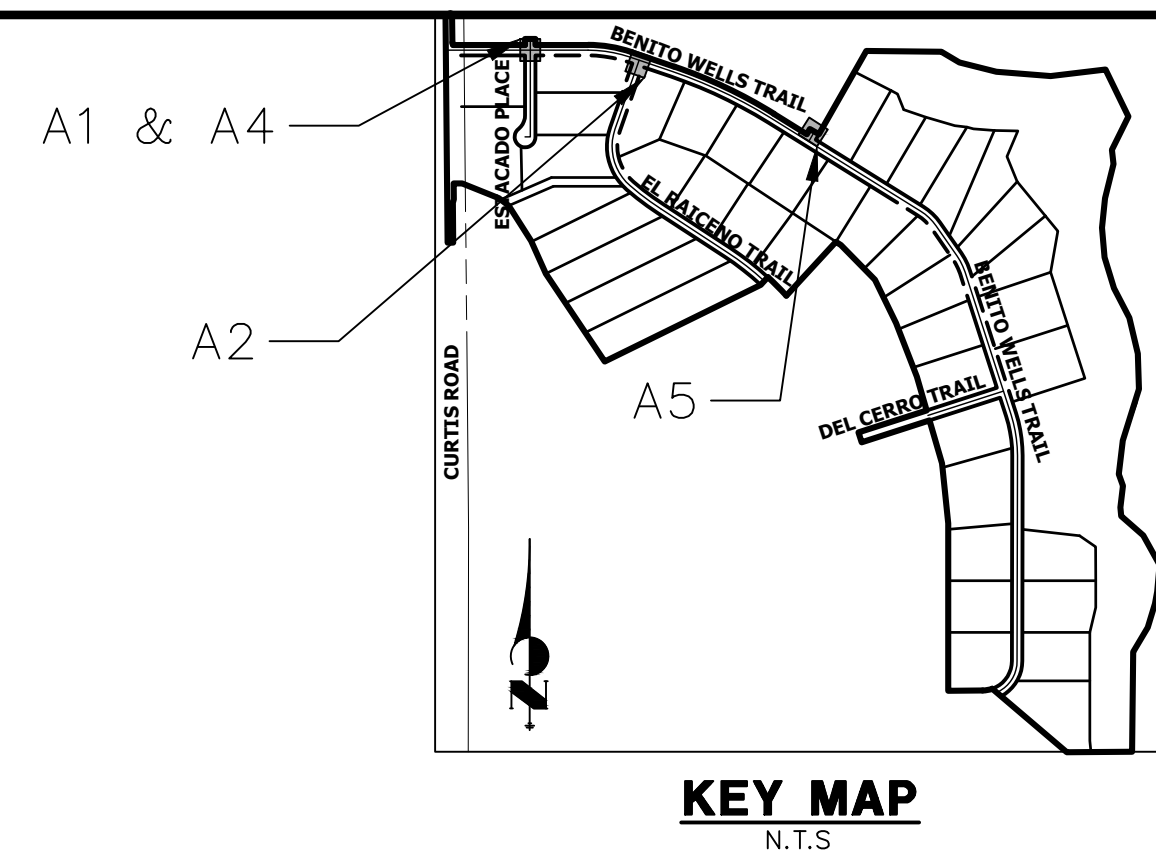 BENITO WELLS TRAIL
A1 & A4
ESTACADO PLACE
EL RAICENO TRAIL
A2
BENITO WELLS TRAIL
A5
DEL CERRO TRAIL
CURTIS ROAD
N
KEY MAP
N.T.S